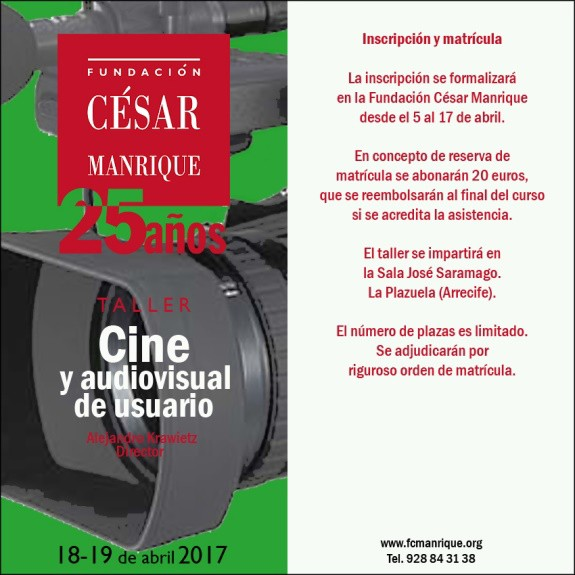 FUNDACIÓN
CÉSAR
MANRIQUE
25 años
TALLER
Cine
y audiovisual
de usuario
Alejandro Krawietz
Director
18-19 de abril 2017
Inscripción y matrícula
La inscripción se formalizará
en la Fundación César Manrique
desde el 5 al 17 de abril.
En concepto de reserva de
matrícula se abonarán 20 euros,
que se reembolsarán al final del curso
si se acredita la asistencia.
El taller se impartirá en
la Sala José Saramago.
La Plazuela (Arrecife).
El número de plazas es limitado.
Se adjudicarán por
riguroso orden de matrícula.
www.fcmanrique.org
Tel. 928 84 31 38